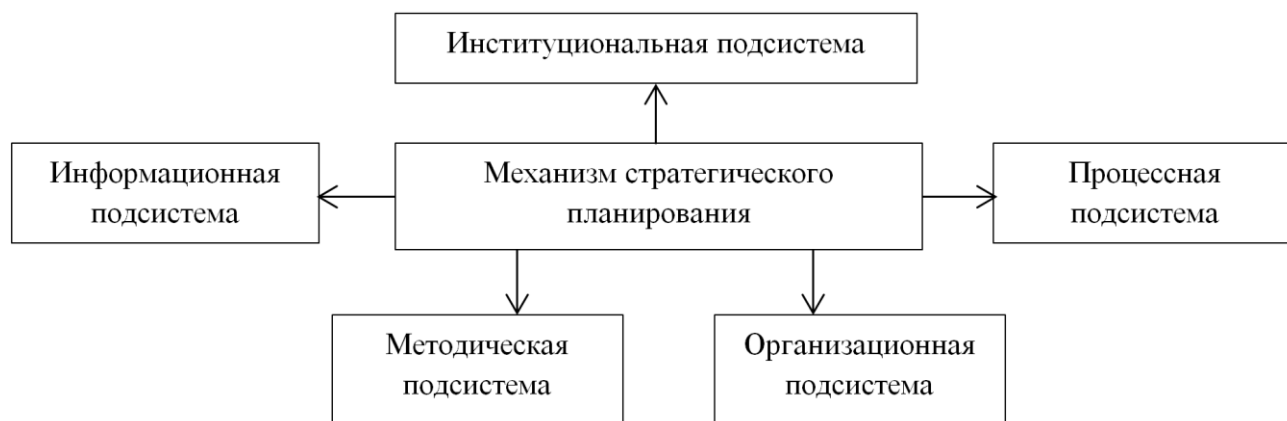 Институциональная подсистема
Информационная
подсистема
Механизм стратегического
планирования
Процессная
подсистема
Методическая
подсистема
Организационная
подсистема